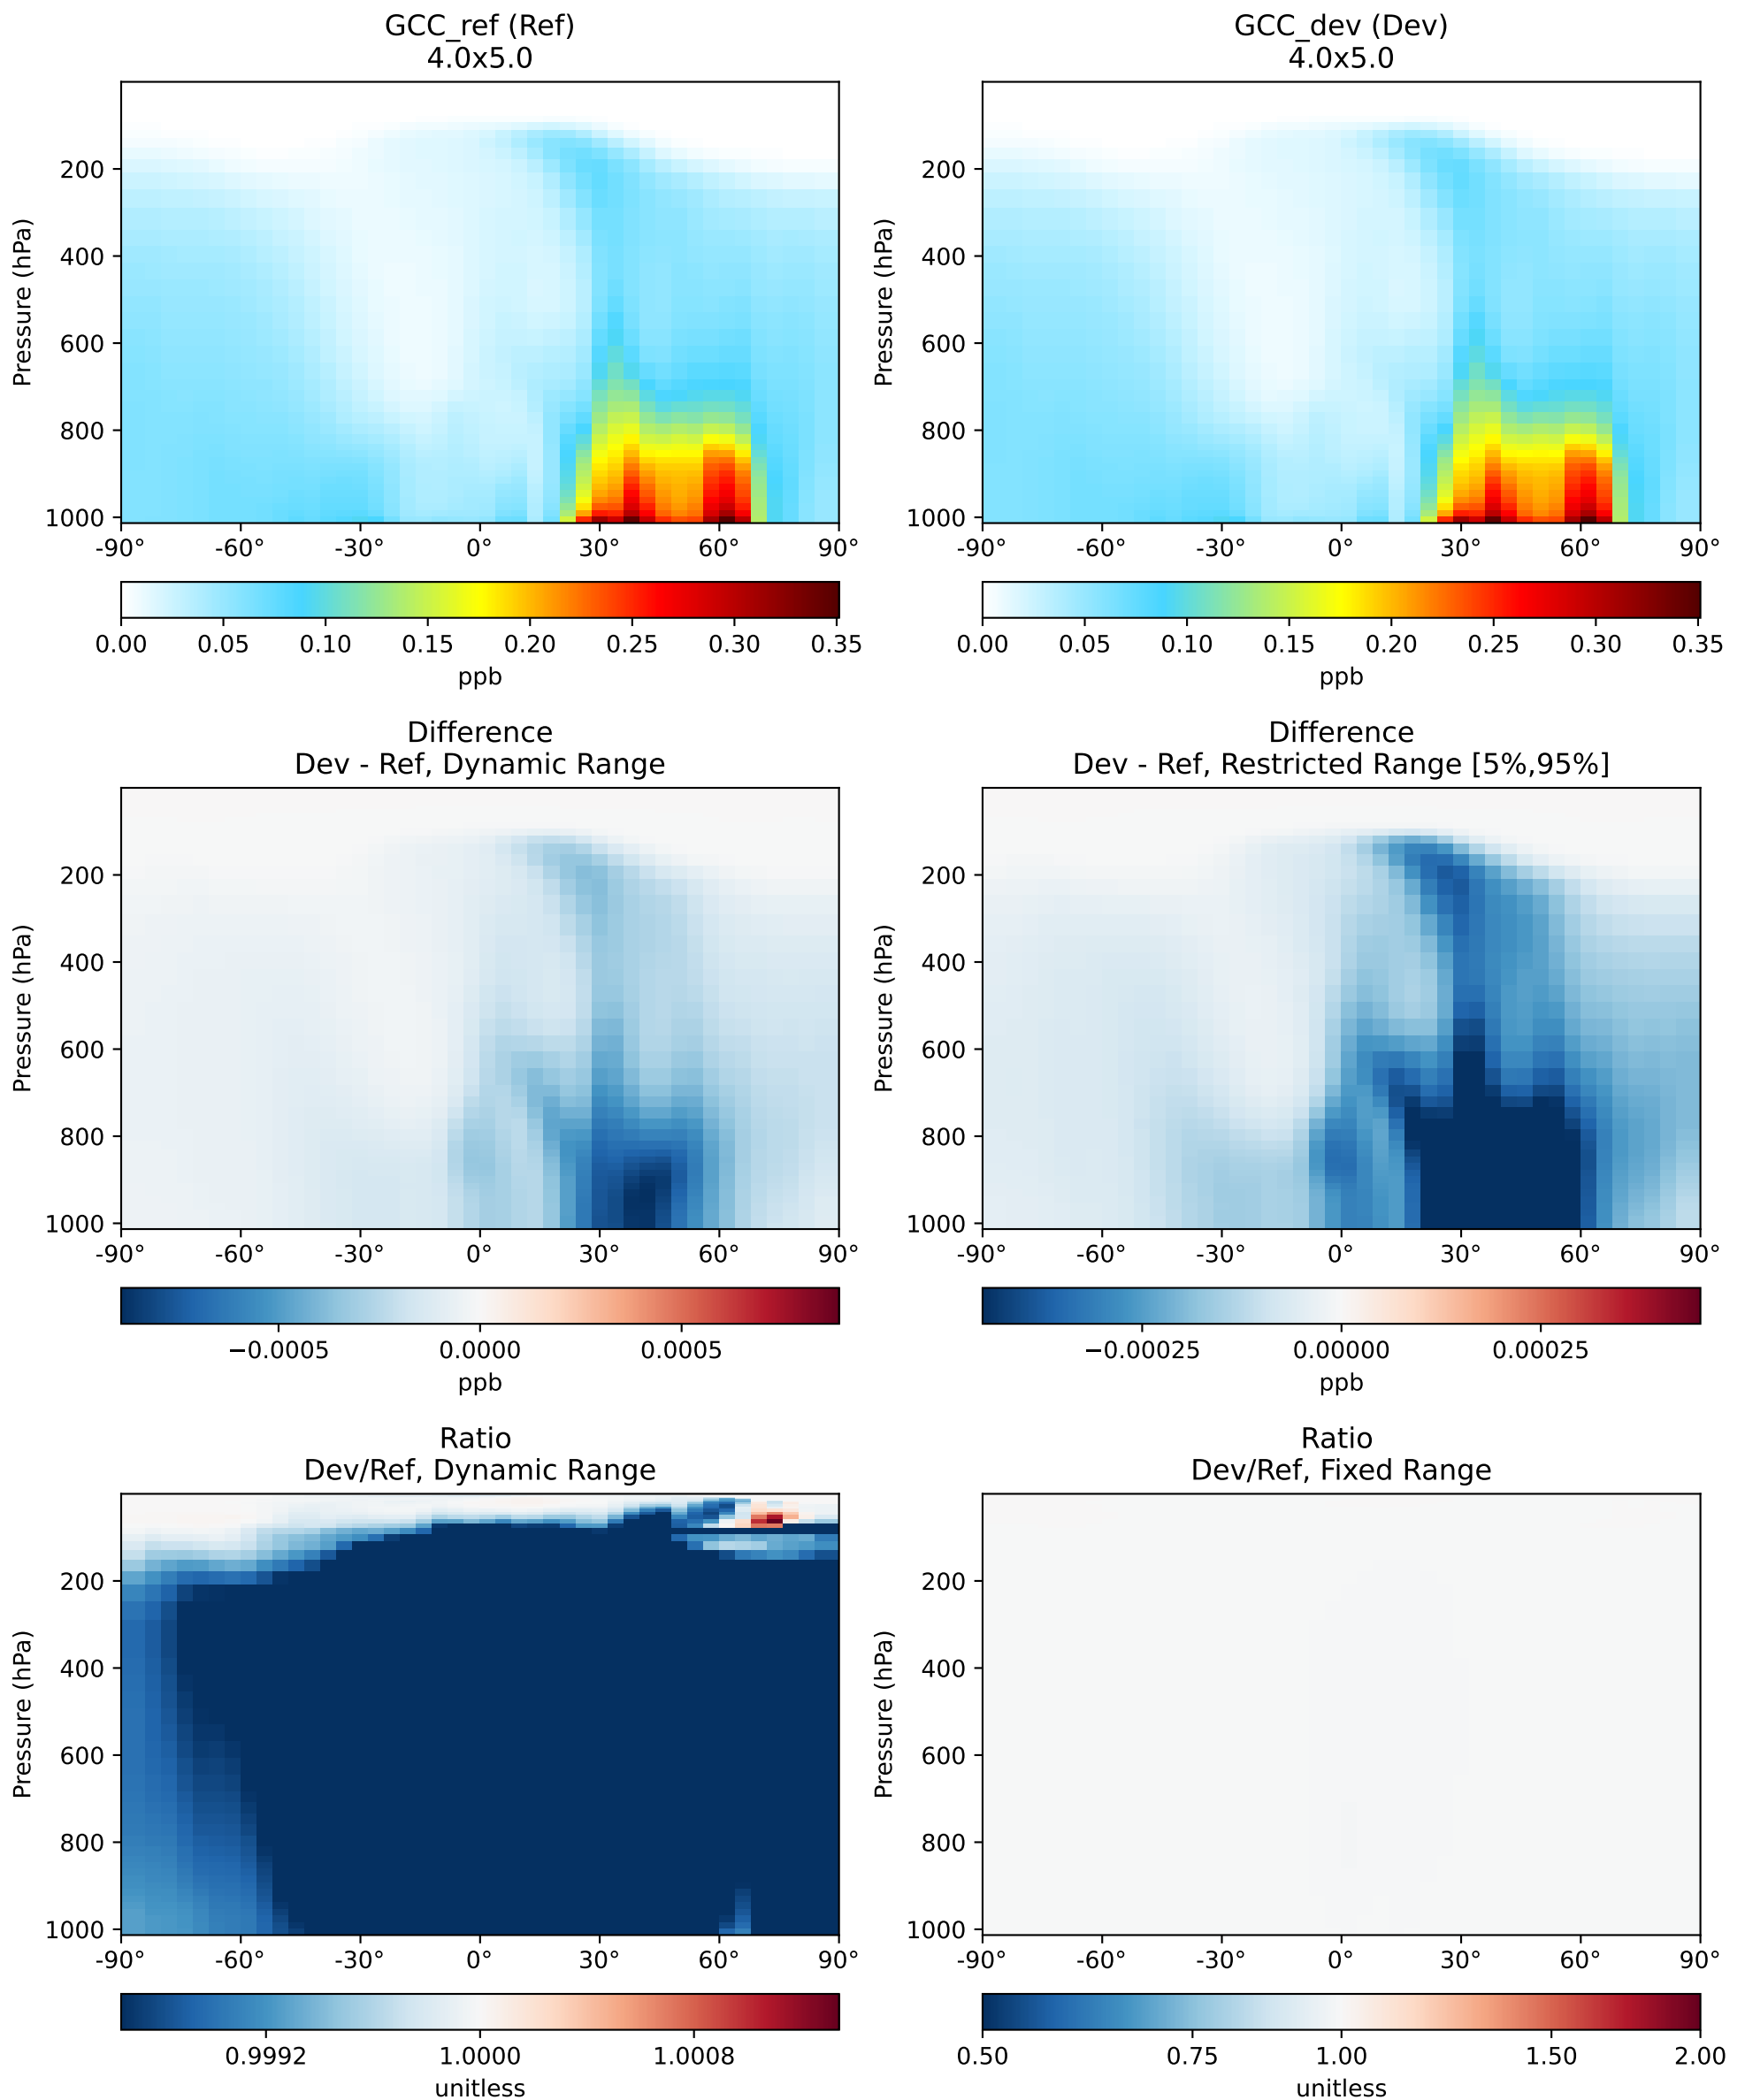 GCC_ref (Ref)
4.0x5.0
GCC_dev (Dev)
4.0x5.0
Pressure (hPa)
200
400
600
800
1000
-90° -60° -30° 0° 30° 60° 90°
0.00 0.05 0.10 0.15 0.20 0.25 0.30 0.35
ppb
Pressure (hPa)
200
400
600
800
1000
-90° -60° -30° 0° 30° 60° 90°
0.00 0.05 0.10 0.15 0.20 0.25 0.30 0.35
ppb
Difference
Dev - Ref, Dynamic Range
Pressure (hPa)
200
400
600
800
1000
-90° -60° -30° 0° 30° 60° 90°
−0.0005 0.0000 0.0005
ppb
Difference
Dev - Ref, Restricted Range [5%,95%]
Pressure (hPa)
200
400
600
800
1000
-90° -60° -30° 0° 30° 60° 90°
−0.00025 0.00000 0.00025
ppb
Ratio
Dev/Ref, Dynamic Range
Pressure (hPa)
200
400
600
800
1000
-90° -60° -30° 0° 30° 60° 90°
0.9992 1.0000 1.0008
unitless
Ratio
Dev/Ref, Fixed Range
Pressure (hPa)
200
400
600
800
1000
-90° -60° -30° 0° 30° 60° 90°
0.50 0.75 1.00 1.50 2.00
unitless